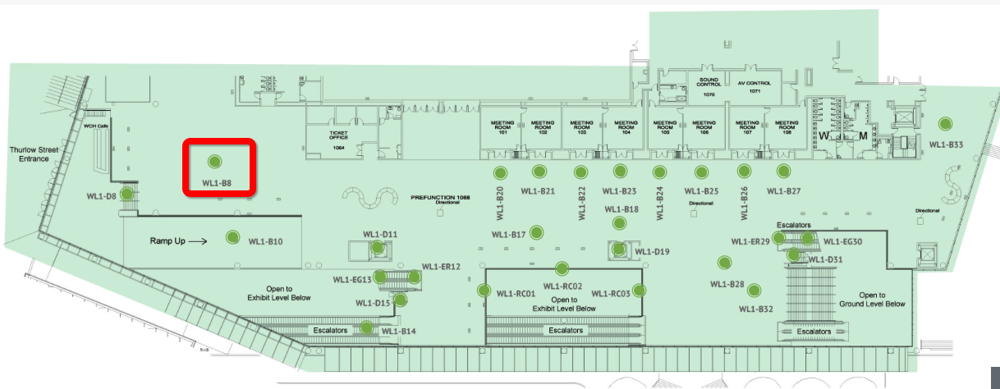 SOUND
CONTROL
1070
AV CONTROL
1071
WCH Cafe
Thurlow Street
Entrance
TICKET
OFFICE
1064
MEETING
ROOM
101
MEETING
ROOM
102
MEETING
ROOM
103
MEETING
ROOM
104
MEETING
ROOM
105
MEETING
ROOM
106
MEETING
ROOM
107
MEETING
ROOM
108
W
M
WL1-B33
WL1-B8
WL1-D8
WL1-B20
WL1-B21
WL1-B22
WL1-B23
WL1-B24
WL1-B25
WL1-B26
WL1-B27
PREFUNCTION 1068
Directional
Directional
Directional
WL1-B18
WL1-B17
Ramp Up
WL1-B10
WL1-D11
WL1-D19
Escalators
WL1-ER29
WL1-EG30
WL1-D31
WL1-ER12
WL1-EG13
WL1-RC02
WL1-B28
Open to
Exhibit Level Below
WL1-D15
WL1-RC01
WL1-RC03
Open to
Exhibit Level Below
WL1-B32
Open to
Ground Level Below
Escalators
WL1-B14
Escalators
Escalators